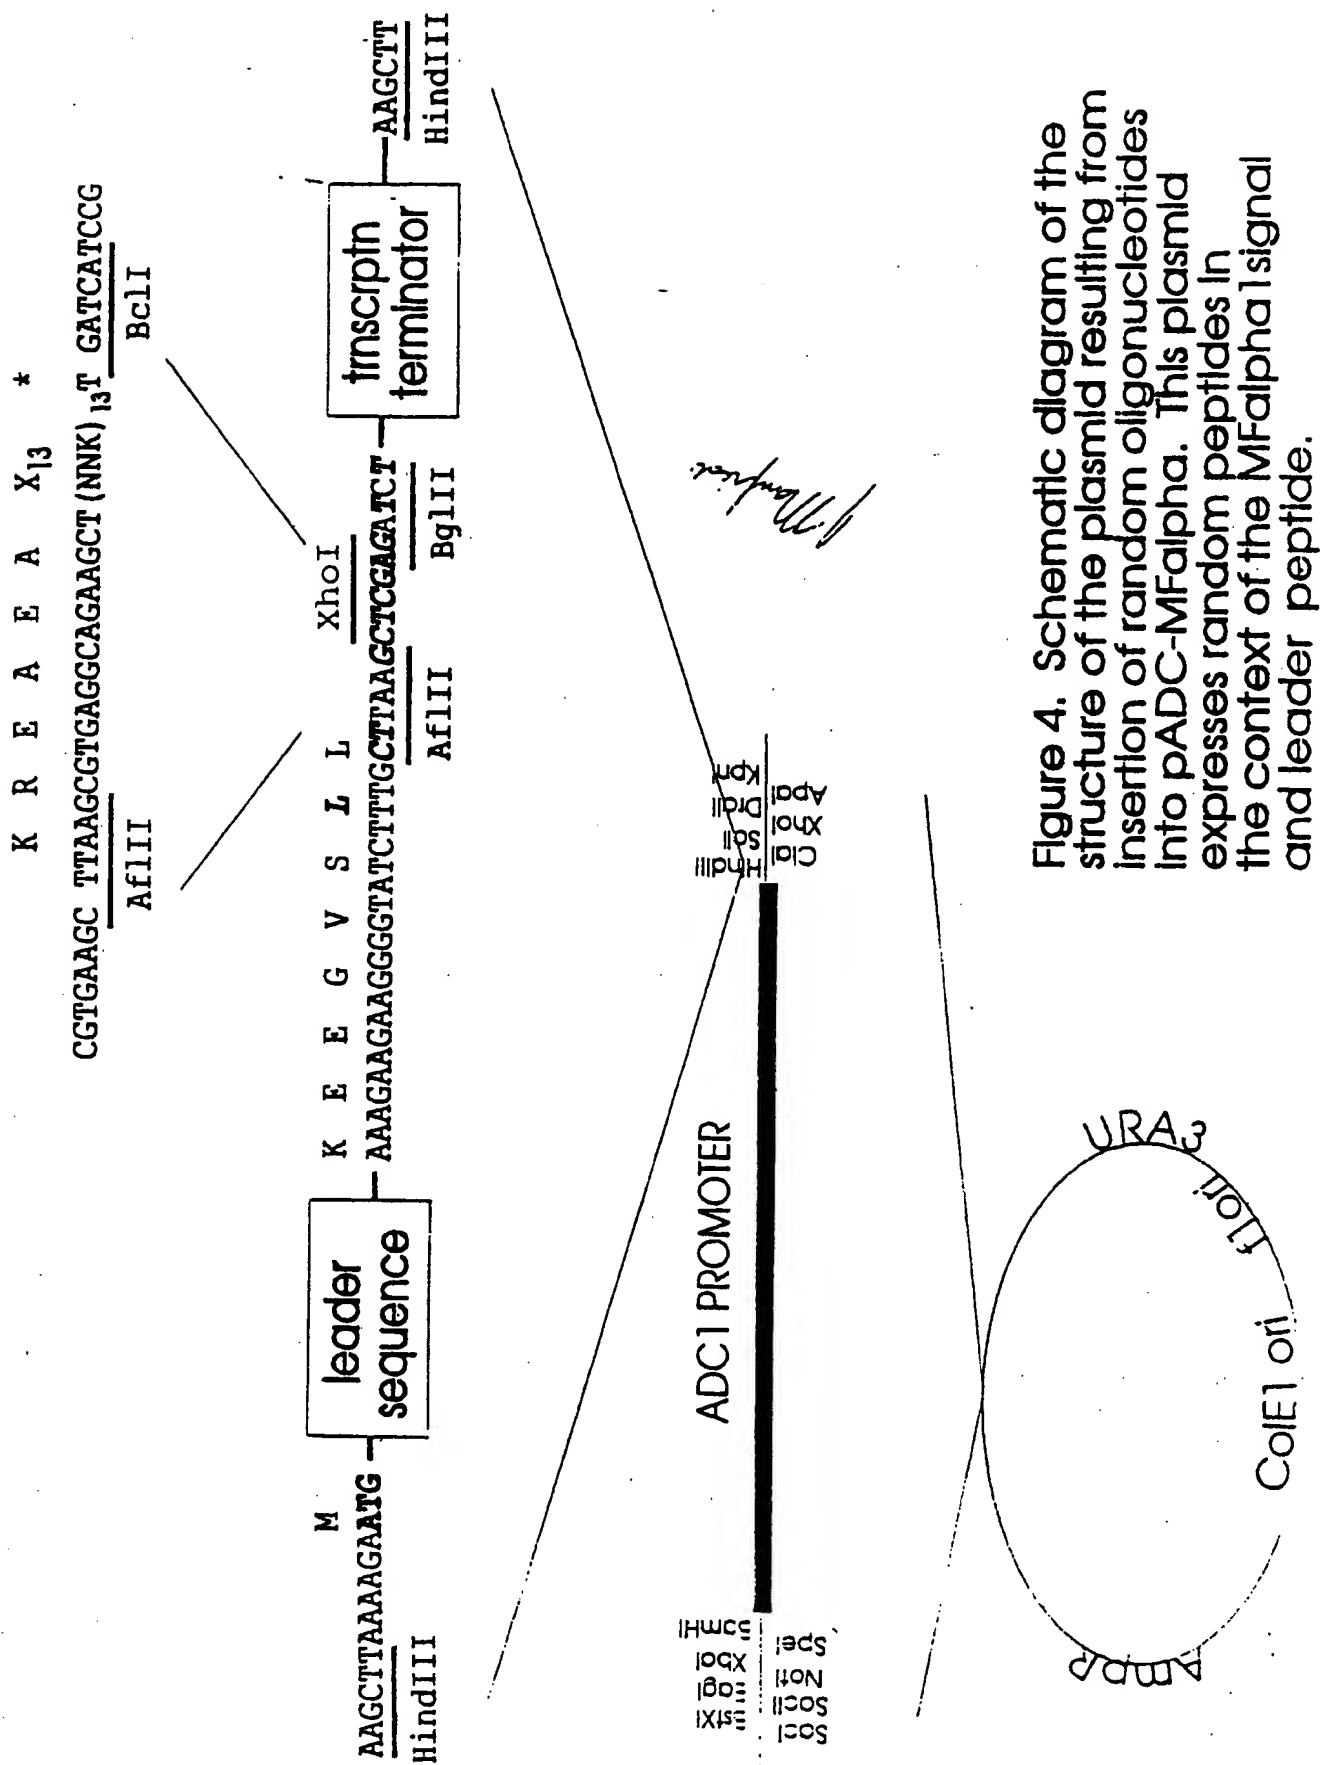 K R E A E A X13 *
CGTGAAGC TTAAGCGTGAGGCAGAAGCT (NNK)13T GATCATCCG
AflII
BclI
M
K E E G V S L L
XhoI
AAGCTTAAAGAATG
leader
sequence
AAAGAAGAAGGGGTATCTTTGCTTAAGCTCGAGATCT
trnscrptn
terminator
AAGCTT
HindIII
AflII
BglII
HindIII
ADC1 PROMOTER
XbaI
SacI SacII NotI SpeI
HindIII SalI DraII KpnI
ClaI XhoI ApaI
AmpR
URA3
f1 ori
ColE1 ori
Figure 4. Schematic diagram of the
structure of the plasmid resulting from
insertion of random oligonucleotides
into pADC-MFalpha. This plasmid
expresses random peptides in
the context of the MFalpha1 signal
and leader peptide.